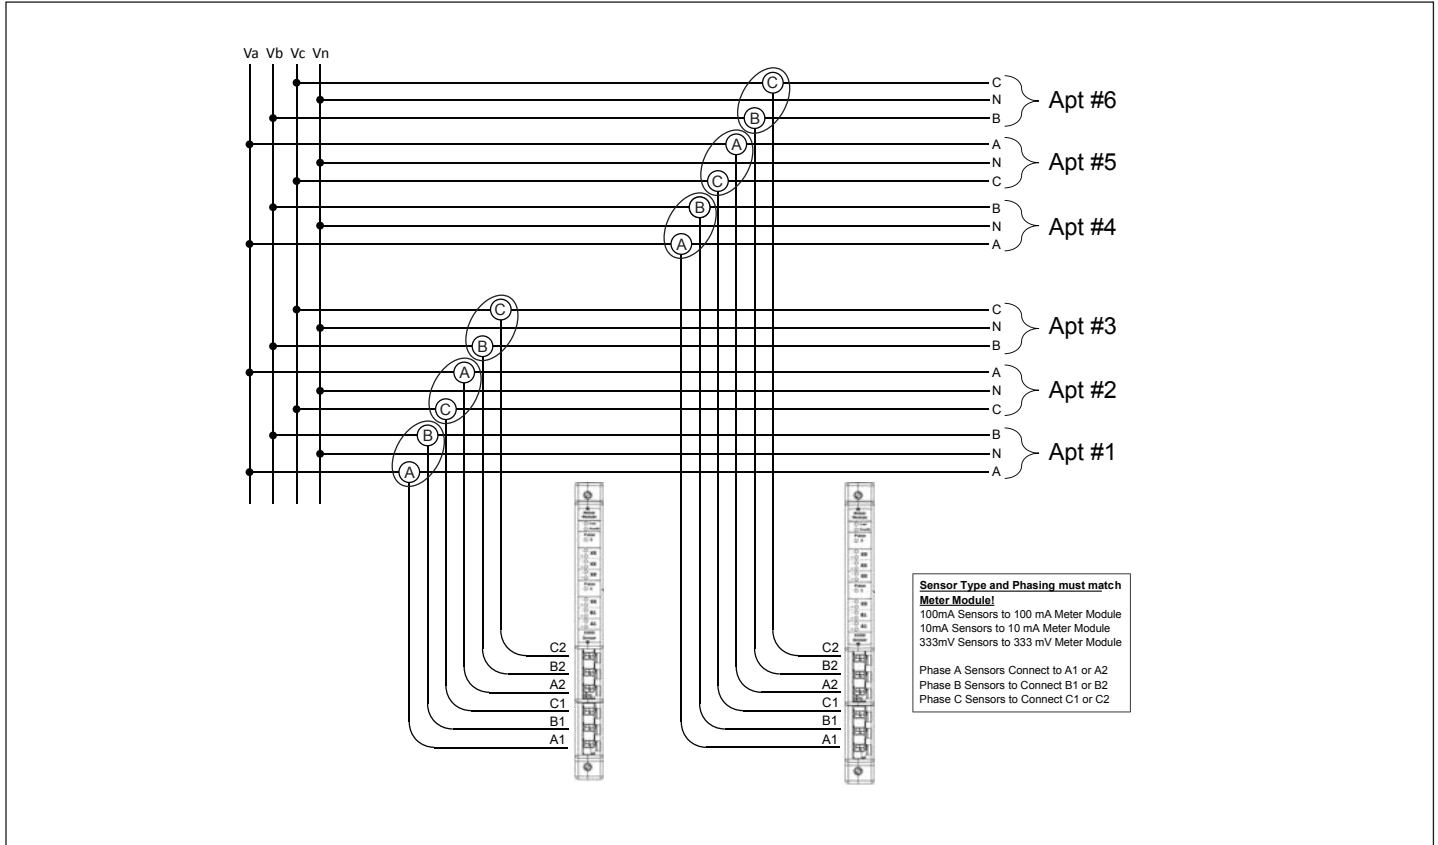 Va Vb Vc Vn
C
N
B
Apt #6
A
N
C
Apt #5
B
N
A
Apt #4
C
N
B
Apt #3
A
N
C
Apt #2
B
N
A
Apt #1
C
B
A
C
B
A
C
B
A
C
B
A
C2
B2
A2
C1
B1
A1
C2
B2
A2
C1
B1
A1
Sensor Type and Phasing must match
Meter Module!
100mA Sensors to 100 mA Meter Module
10mA Sensors to 10 mA Meter Module
333mV Sensors to 333 mV Meter Module
Phase A Sensors Connect to A1 or A2
Phase B Sensors to Connect B1 or B2
Phase C Sensors to Connect C1 or C2